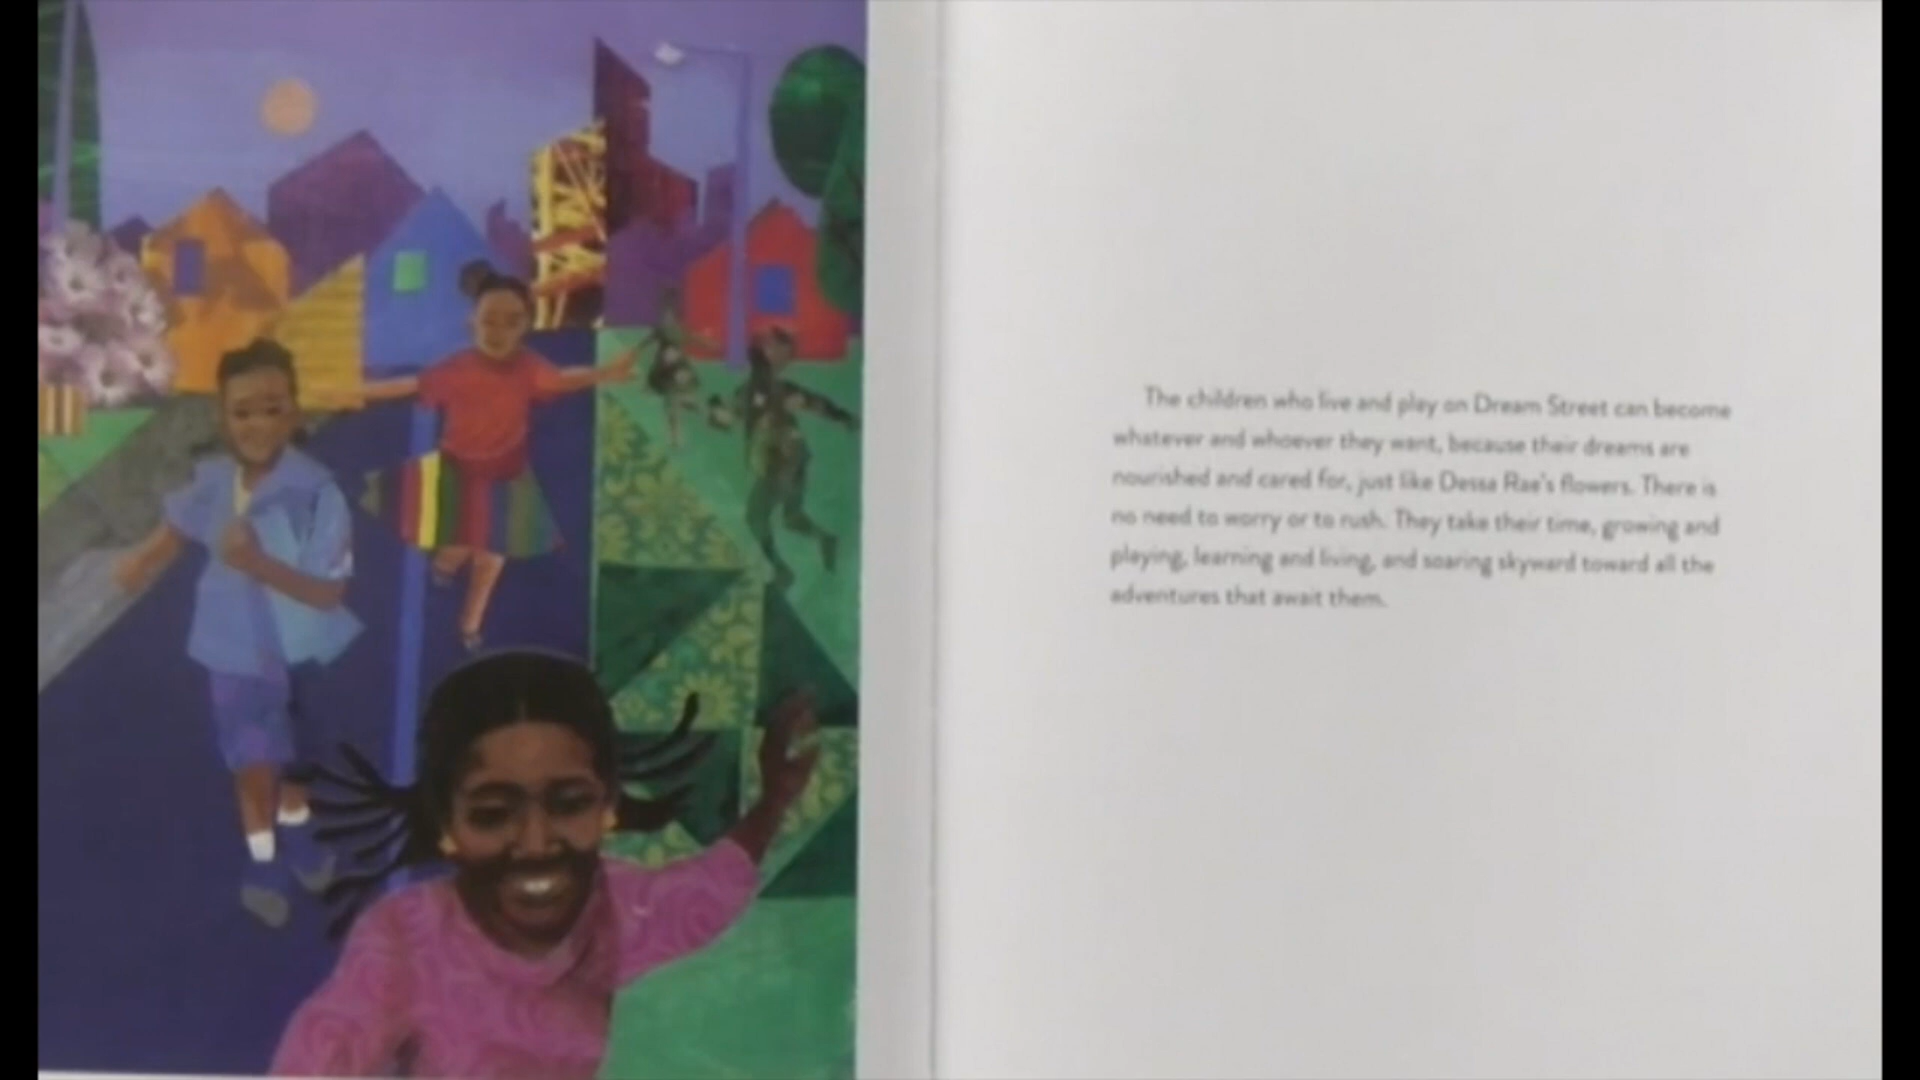 The children who live and play on Dream Street can become
whatever and whoever they want, because their dreams are
nourished and cared for, just like Dessa Rae's flowers. There is
no need to worry or to rush. They take their time, growing and
playing, learning and living, and soaring skyward toward all the
adventures that await them.